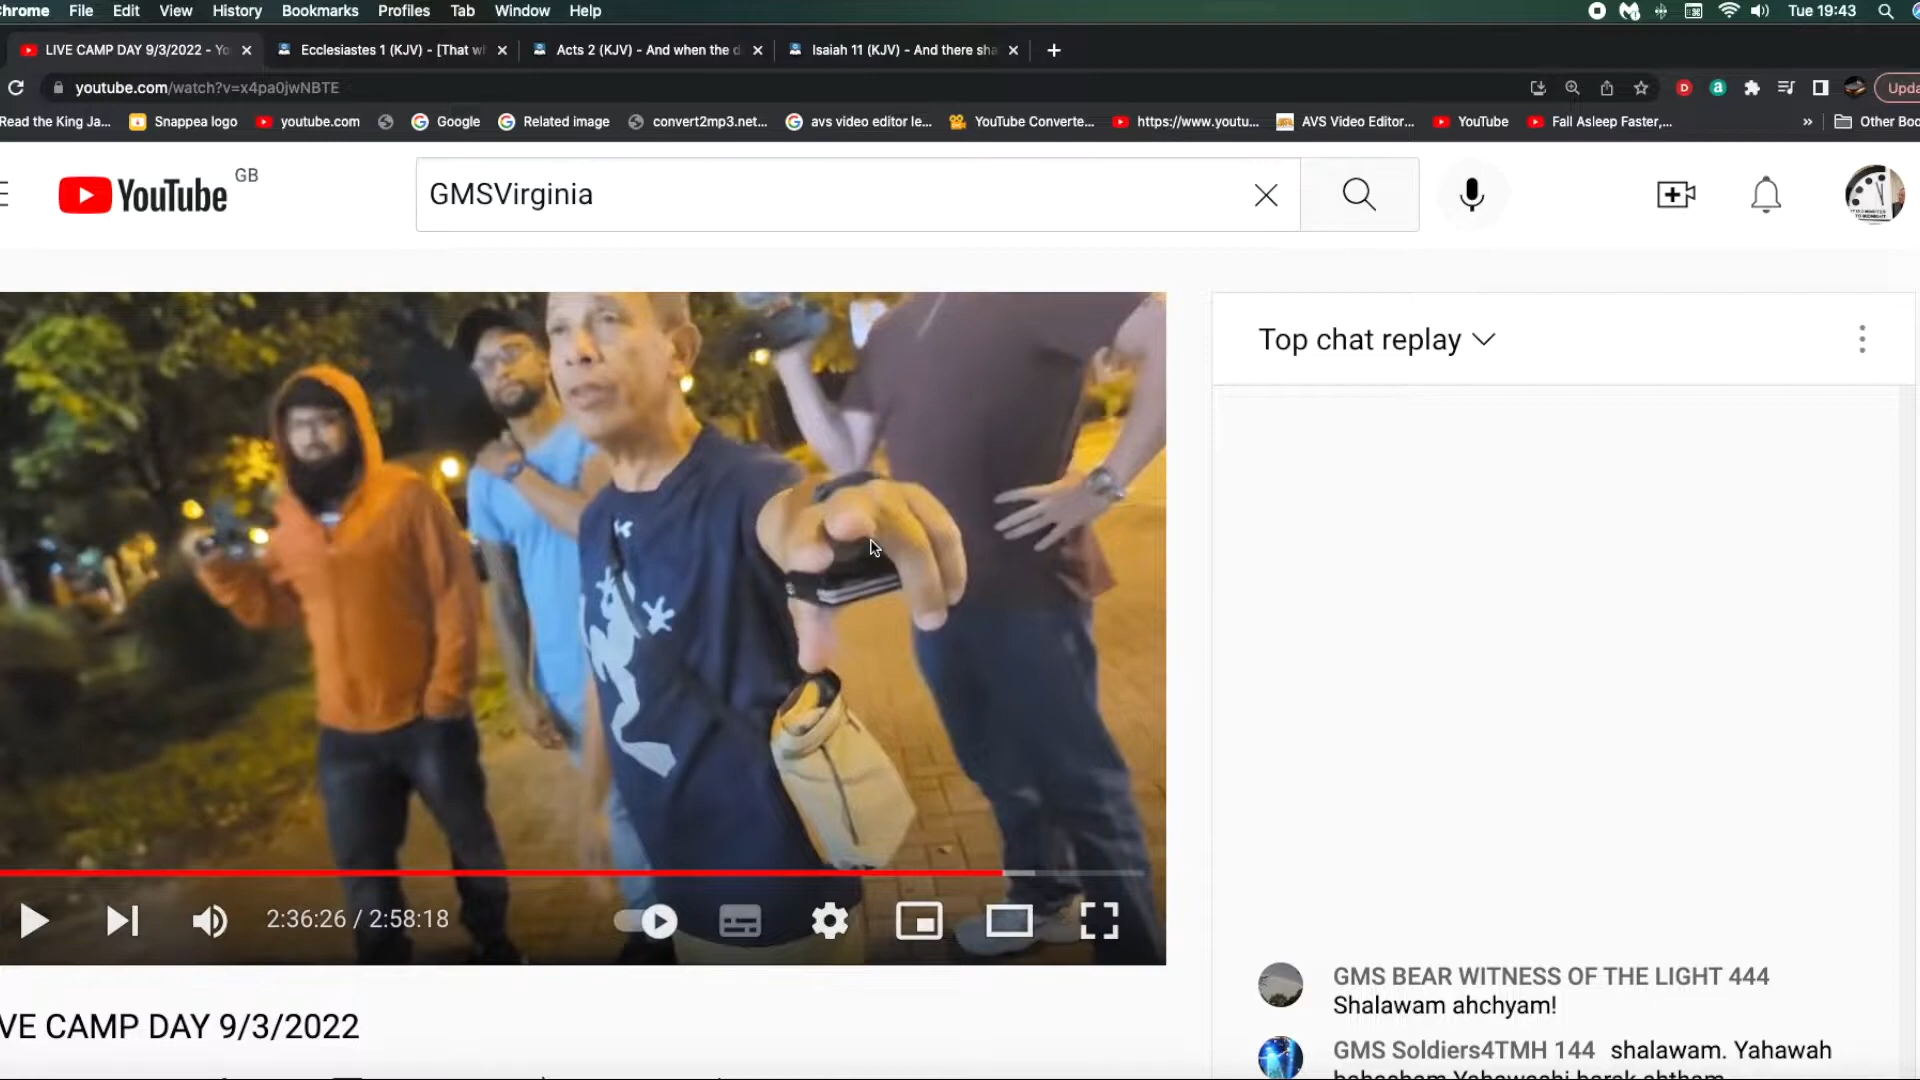 Chrome File Edit View History Bookmarks Profiles Tab Window Help Tue 19:43
LIVE CAMP DAY 9/3/2022 - Yo Ecclesiastes 1 (KJV) - [That w Acts 2 (KJV) - And when the d Isaiah 11 (KJV) - And there sha
youtube.com/watch?v=x4pa0jwNBTE Upda
Read the King Ja... Snappea logo youtube.com Google Related image convert2mp3.net... avs video editor le... YouTube Converte... https://www.youtu... AVS Video Editor... YouTube Fall Asleep Faster,... » Other Boo
YouTube GB
GMSVirginia
Top chat replay
2:36:26 / 2:58:18
GMS BEAR WITNESS OF THE LIGHT 444
Shalawam ahchyam!
VE CAMP DAY 9/3/2022
GMS Soldiers4TMH 144 shalawam. Yahawah